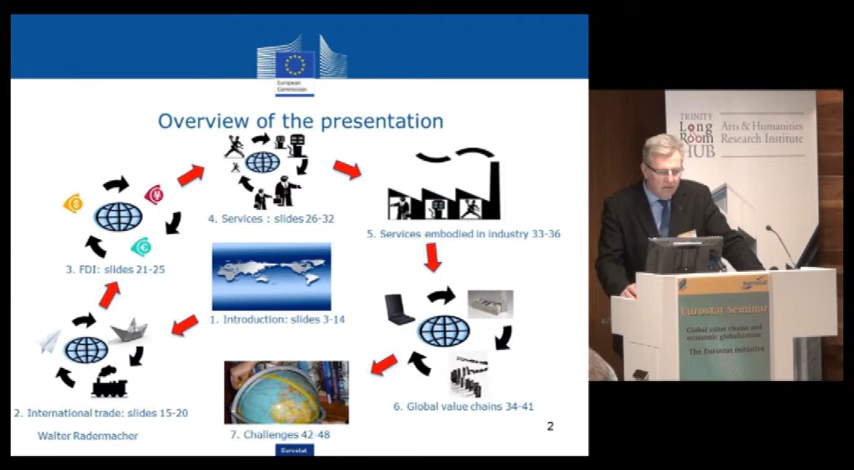 European
Commission
Overview of the presentation
4. Services : slides 26-32
5. Services embodied in industry 33-36
3. FDI: slides 21-25
1. Introduction: slides 3-14
2. International trade: slides 15-20
6. Global value chains 34-41
7. Challenges 42-48
Walter Radermacher
2
Eurostat
TRINITY
Long
Room
HUB
Arts & Humanities
Research Institute
eurostat
Eurostat Seminar
Global value chains and
economic globalization
The Eurostat initiative